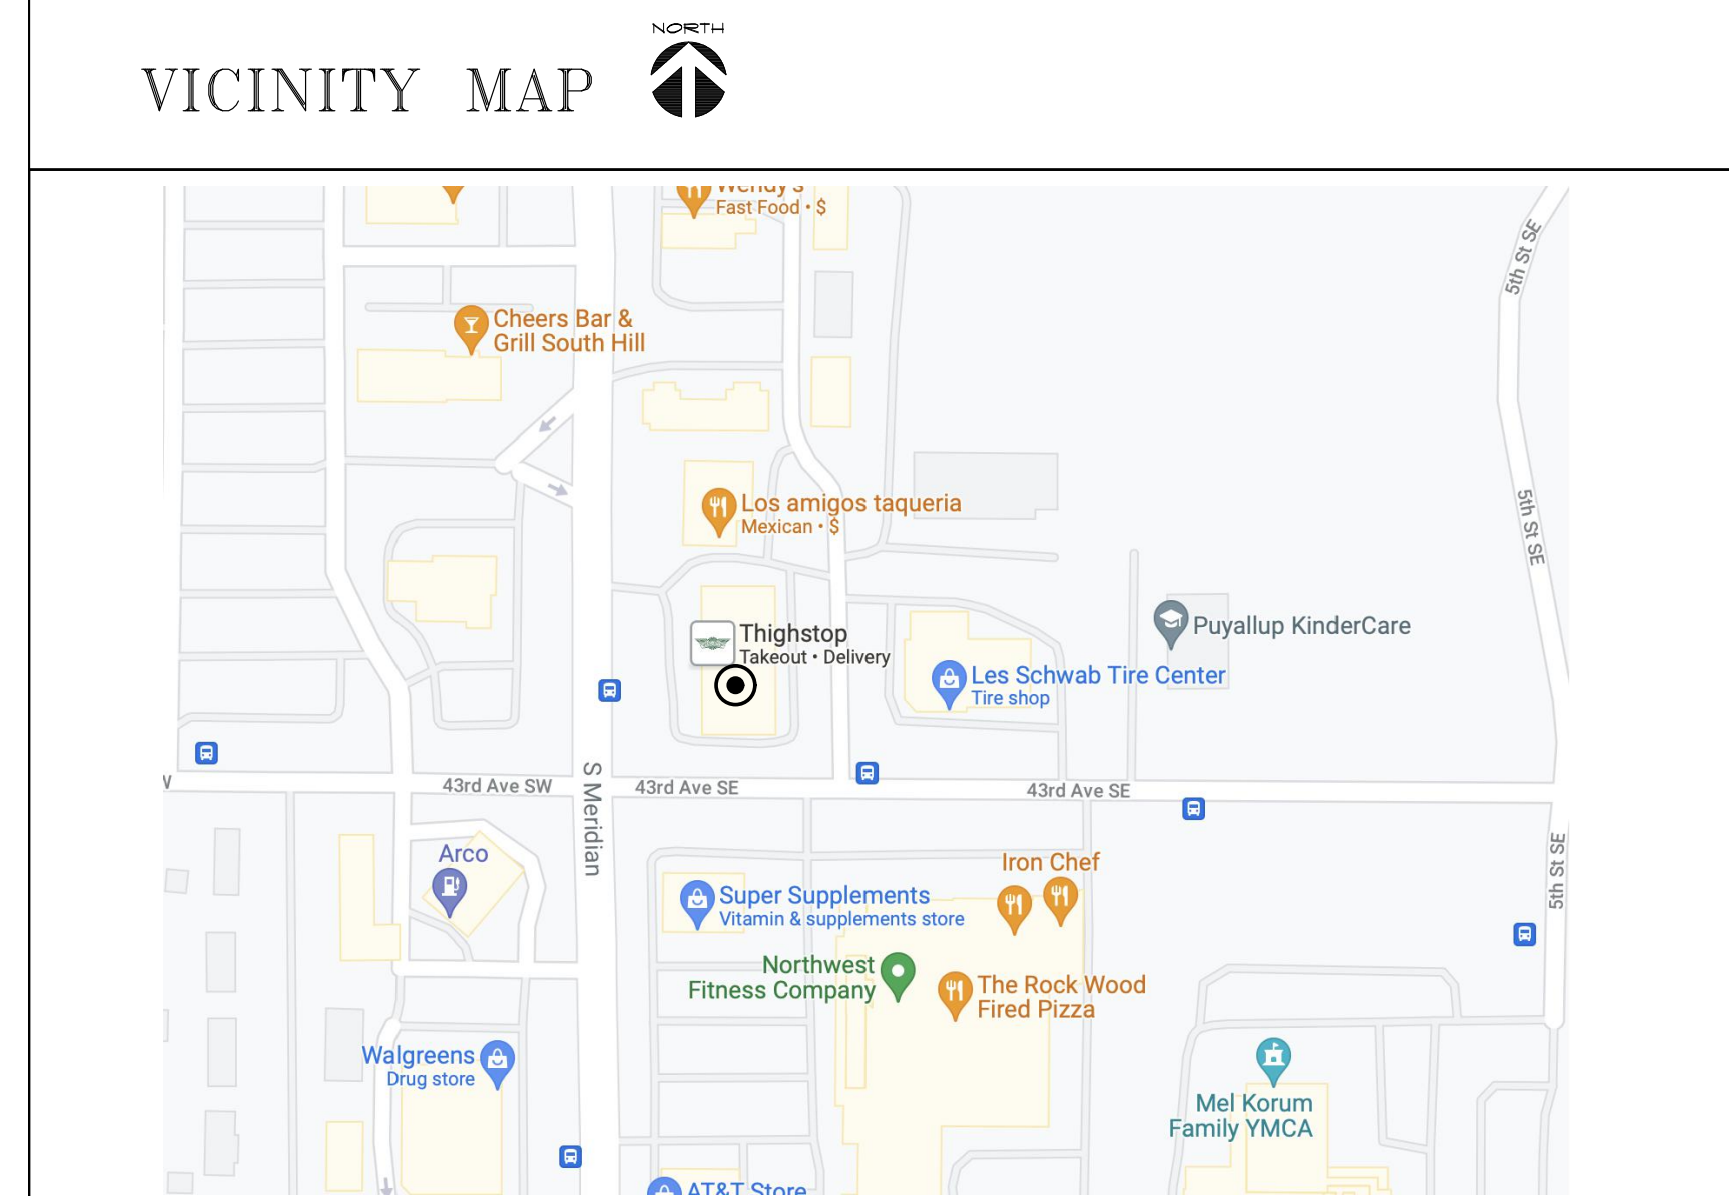 NORTH
VICINITY MAP
Wendy's
Fast Food • $
5th St SE
Cheers Bar &
Grill South Hill
Los amigos taqueria
Mexican • $
5th St SE
Thighstop
Takeout • Delivery
Puyallup KinderCare
Les Schwab Tire Center
Tire shop
W
43rd Ave SW
S Meridian
43rd Ave SE
43rd Ave SE
Arco
5th St SE
Iron Chef
Super Supplements
Vitamin & supplements store
Northwest
Fitness Company
The Rock Wood
Fired Pizza
Walgreens
Drug store
Mel Korum
Family YMCA
AT&T Store